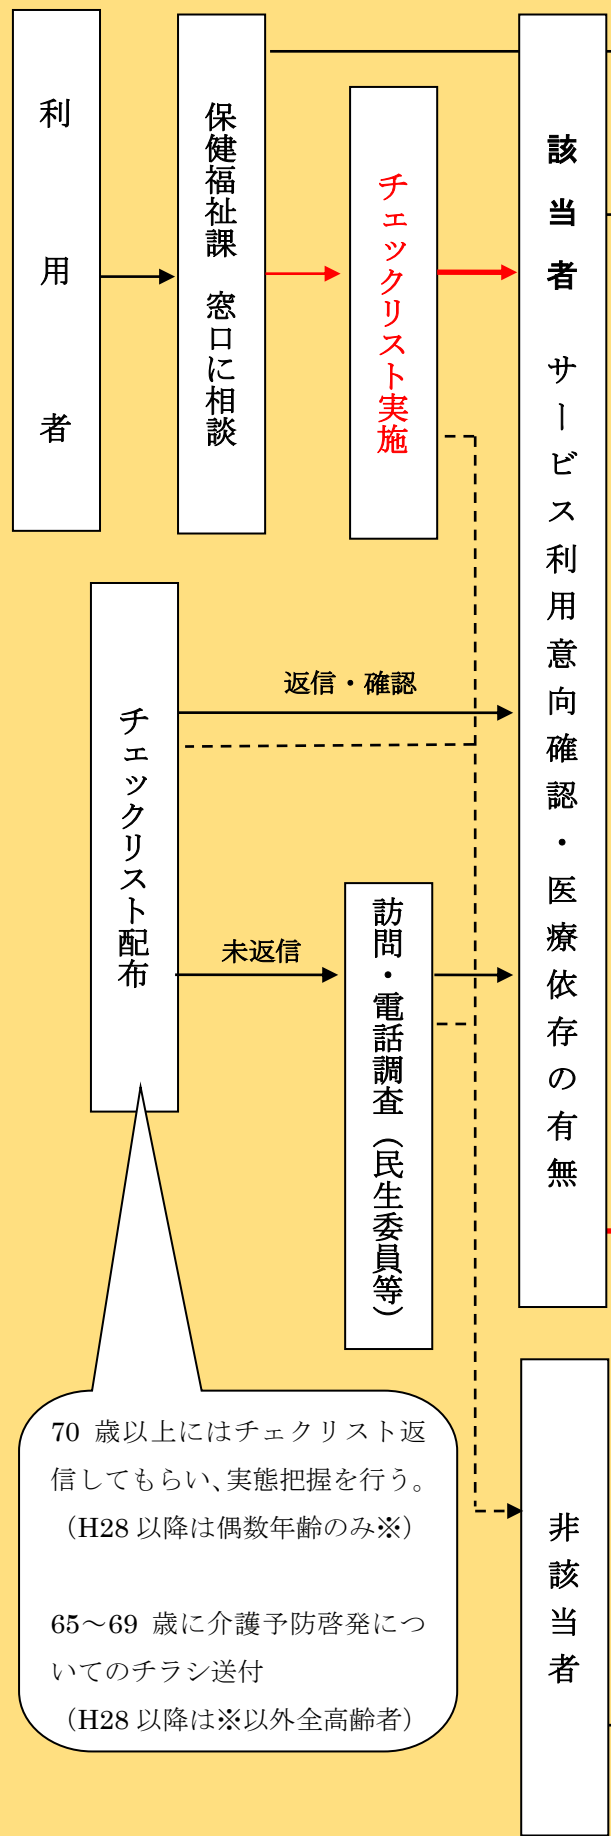 利用者
保健福祉課　窓口に相談
チェックリスト実施
該当者　サービス利用意向確認・医療依存の有無
チェックリスト配布
返信・確認
未返信
訪問・電話調査（民生委員等）
70 歳以上にはチェクリスト返
信してもらい、実態把握を行う。
（H28 以降は偶数年齢のみ※）
65～69 歳に介護予防啓発につ
いてのチラシ送付
（H28 以降は※以外全高齢者）
非該当者